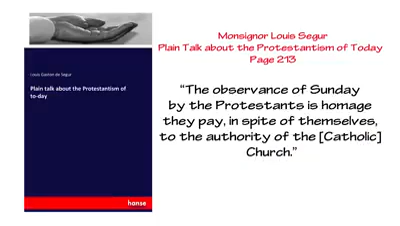 Louis Gaston de Segur
Plain talk about the Protestantism of
to-day
hanse
Monsignor Louis Segur
Plain Talk about the Protestantism of Today
Page 213
“The observance of Sunday
by the Protestants is homage
they pay, in spite of themselves,
to the authority of the [Catholic]
Church.”